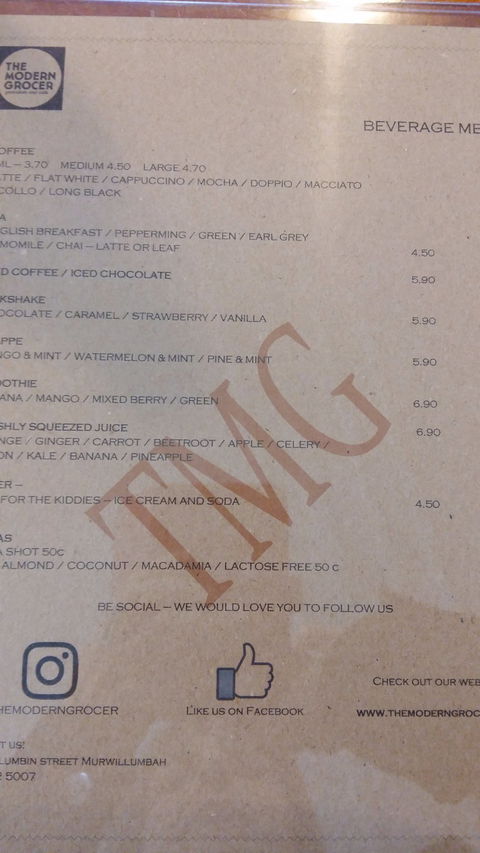 THE
MODERN
GROCER
BEVERAGE ME
OFFEE
ML – 3.70 MEDIUM 4.50 LARGE 4.70
ATTE / FLAT WHITE / CAPPUCCINO / MOCHA / DOPPIO / MACCIATO
COLLO / LONG BLACK
A
GLISH BREAKFAST / PEPPERMING / GREEN / EARL GREY
MOMILE / CHAI – LATTE OR LEAF 4.50
D COFFEE / ICED CHOCOLATE 5.90
KSHAKE
OCOLATE / CARAMEL / STRAWBERRY / VANILLA 5.90
APPE
NGO & MINT / WATERMELON & MINT / PINE & MINT 5.90
OOTHIE
ANA / MANGO / MIXED BERRY / GREEN 6.90
SHLY SQUEEZED JUICE 6.90
NGE / GINGER / CARROT / BEETROOT / APPLE / CELERY /
ON / KALE / BANANA / PINEAPPLE
ER –
FOR THE KIDDIES – ICE CREAM AND SODA 4.50
AS
A SHOT 50c
ALMOND / COCONUT / MACADAMIA / LACTOSE FREE 50 c
TMG
BE SOCIAL – WE WOULD LOVE YOU TO FOLLOW US
HEMODERNGROCER
LIKE US ON FACEBOOK
CHECK OUT OUR WEB
WWW.THEMODERNGROC
T US!
LUMBIN STREET MURWILLUMBAH
2 5007